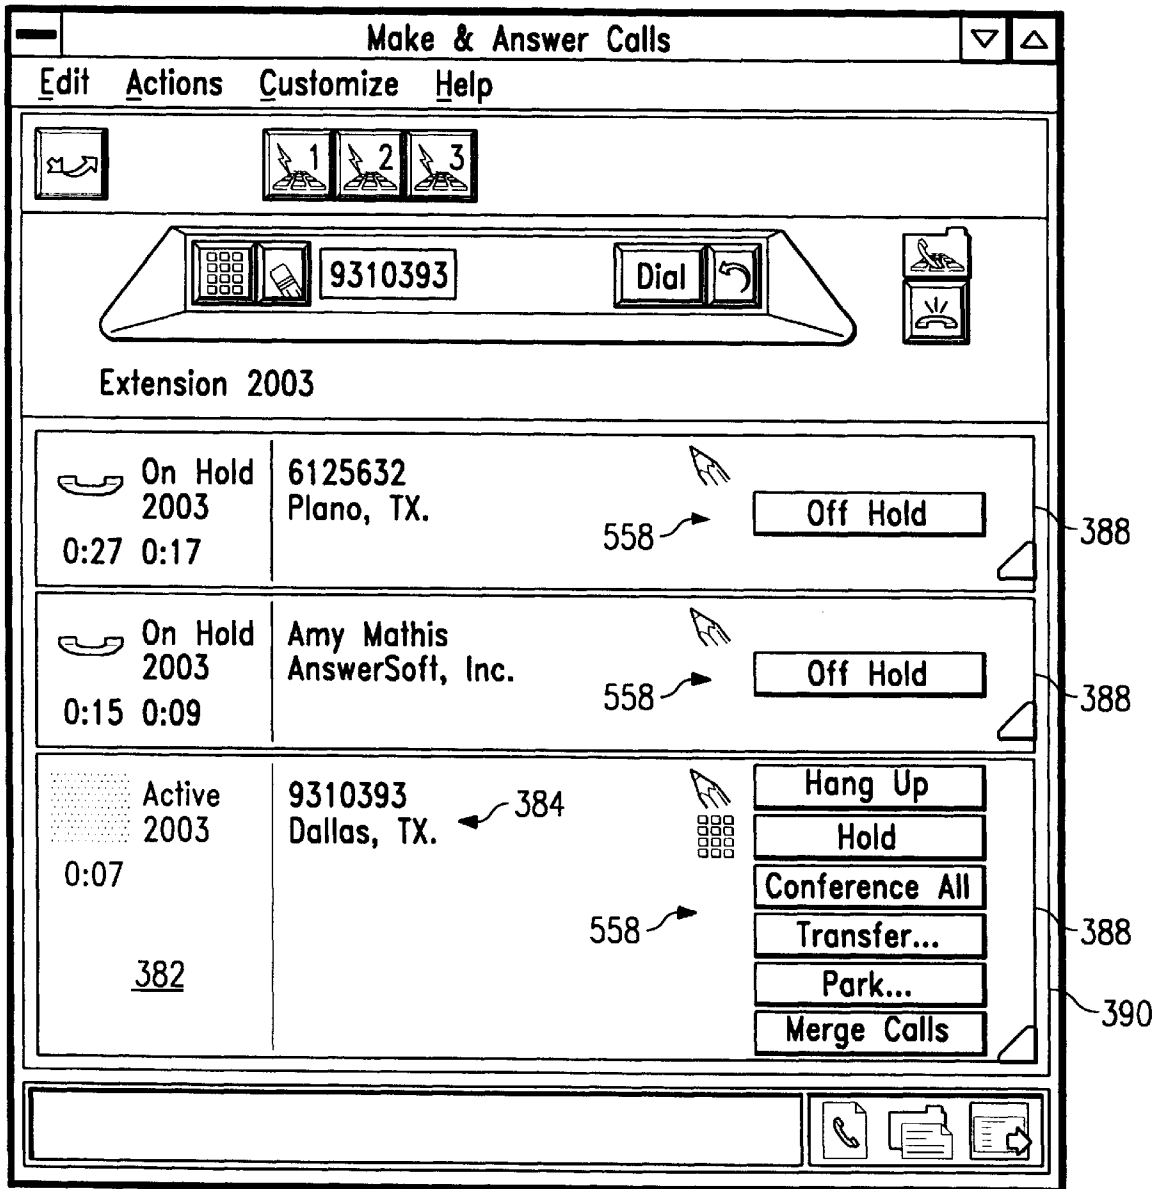 Make & Answer Calls
Edit Actions Customize Help
1 2 3
9310393 Dial
Extension 2003
On Hold
2003
0:27 0:17
6125632
Plano, TX.
558
Off Hold
388
On Hold
2003
0:15 0:09
Amy Mathis
AnswerSoft, Inc.
558
Off Hold
388
Active
2003
0:07
382
9310393
Dallas, TX.
384
558
Hang Up
Hold
Conference All
Transfer...
Park...
Merge Calls
388
390